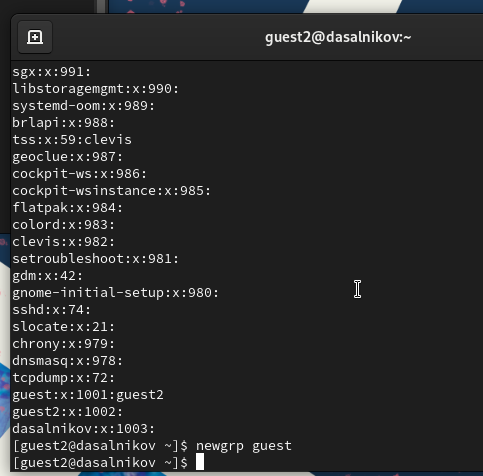 guest2@dasalnikov:~
sgx:x:991:
libstoragemgmt:x:990:
systemd-oom:x:989:
brlapi:x:988:
tss:x:59:clevis
geoclue:x:987:
cockpit-ws:x:986:
cockpit-wsinstance:x:985:
flatpak:x:984:
colord:x:983:
clevis:x:982:
setroubleshoot:x:981:
gdm:x:42:
gnome-initial-setup:x:980:
sshd:x:74:
slocate:x:21:
chrony:x:979:
dnsmasq:x:978:
tcpdump:x:72:
guest:x:1001:guest2
guest2:x:1002:
dasalnikov:x:1003:
[guest2@dasalnikov ~]$ newgrp guest
[guest2@dasalnikov ~]$